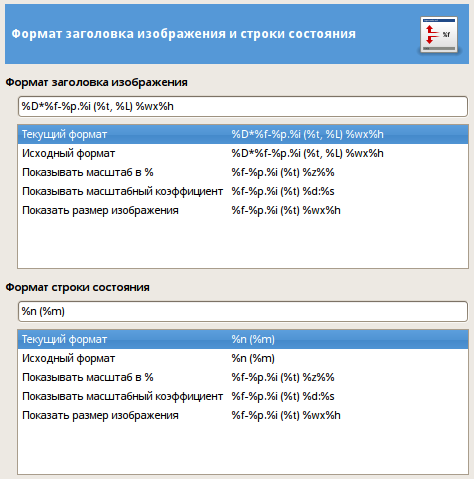 Формат заголовка изображения и строки состояния
%f
Формат заголовка изображения
%D*%f-%p.%i (%t, %L) %wx%h
Текущий формат %D*%f-%p.%i (%t, %L) %wx%h
Исходный формат %D*%f-%p.%i (%t, %L) %wx%h
Показывать масштаб в % %f-%p.%i (%t) %z%%
Показывать масштабный коэффициент %f-%p.%i (%t) %d:%s
Показать размер изображения %f-%p.%i (%t) %wx%h
Формат строки состояния
%n (%m)
Текущий формат %n (%m)
Исходный формат %n (%m)
Показывать масштаб в % %f-%p.%i (%t) %z%%
Показывать масштабный коэффициент %f-%p.%i (%t) %d:%s
Показать размер изображения %f-%p.%i (%t) %wx%h